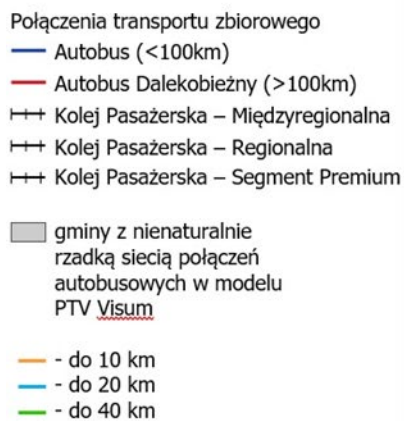 Połączenia transportu zbiorowego
Autobus (<100km)
Autobus Dalekobieżny (>100km)
Kolej Pasażerska – Międzyregionalna
Kolej Pasażerska – Regionalna
Kolej Pasażerska – Segment Premium
gminy z nienaturalnie
rzadką siecią połączeń
autobusowych w modelu
PTV Visum
- do 10 km
- do 20 km
- do 40 km